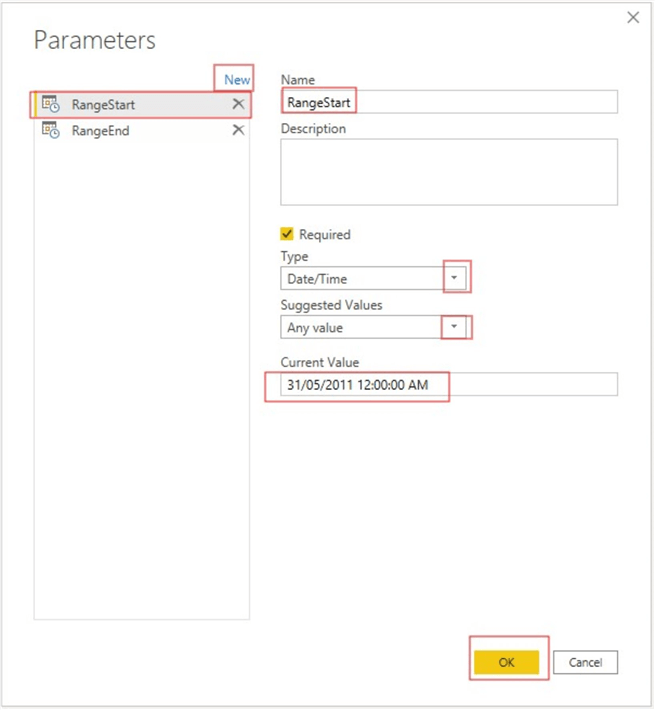 Parameters
New
RangeStart
RangeEnd
Name
RangeStart
Description
Required
Type
Date/Time
Suggested Values
Any value
Current Value
31/05/2011 12:00:00 AM
OK
Cancel